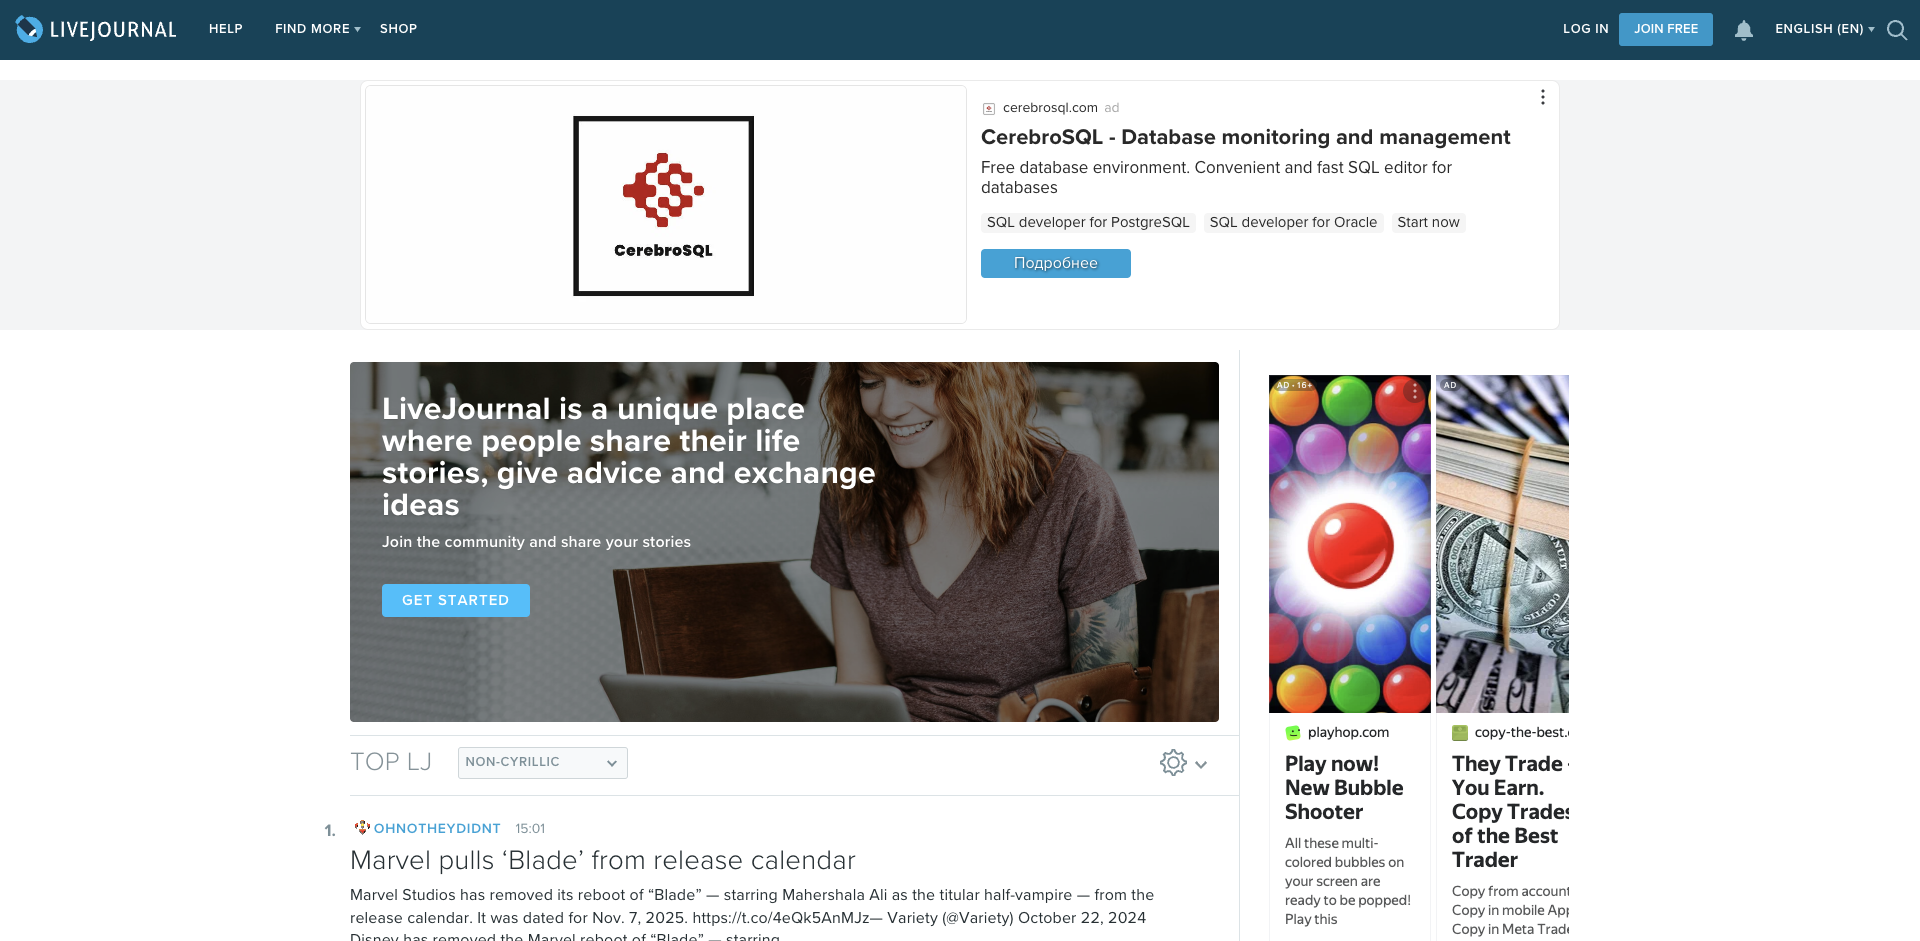 LIVEJOURNAL HELP FIND MORE SHOP LOG IN JOIN FREE ENGLISH (EN)
cerebrosql.com ad
CerebroSQL - Database monitoring and management
Free database environment. Convenient and fast SQL editor for
databases
SQL developer for PostgreSQL SQL developer for Oracle Start now
Подробнее
CerebroSQL
LiveJournal is a unique place
where people share their life
stories, give advice and exchange
ideas
Join the community and share your stories
GET STARTED
TOP LJ NON-CYRILLIC
1. OHNOTHEYDIDNT 15:01
Marvel pulls ‘Blade’ from release calendar
Marvel Studios has removed its reboot of “Blade” — starring Mahershala Ali as the titular half-vampire — from the
release calendar. It was dated for Nov. 7, 2025. https://t.co/4eQk5AnMJz— Variety (@Variety) October 22, 2024
Disney has removed the Marvel reboot of “Blade” — starring
AD • 16+
playhop.com
Play now!
New Bubble
Shooter
All these multi-
colored bubbles on
your screen are
ready to be popped!
Play this
AD
copy-the-best.
They Trade -
You Earn.
Copy Trades
of the Best
Trader
Copy from account
Copy in mobile App
Copy in Meta Trade